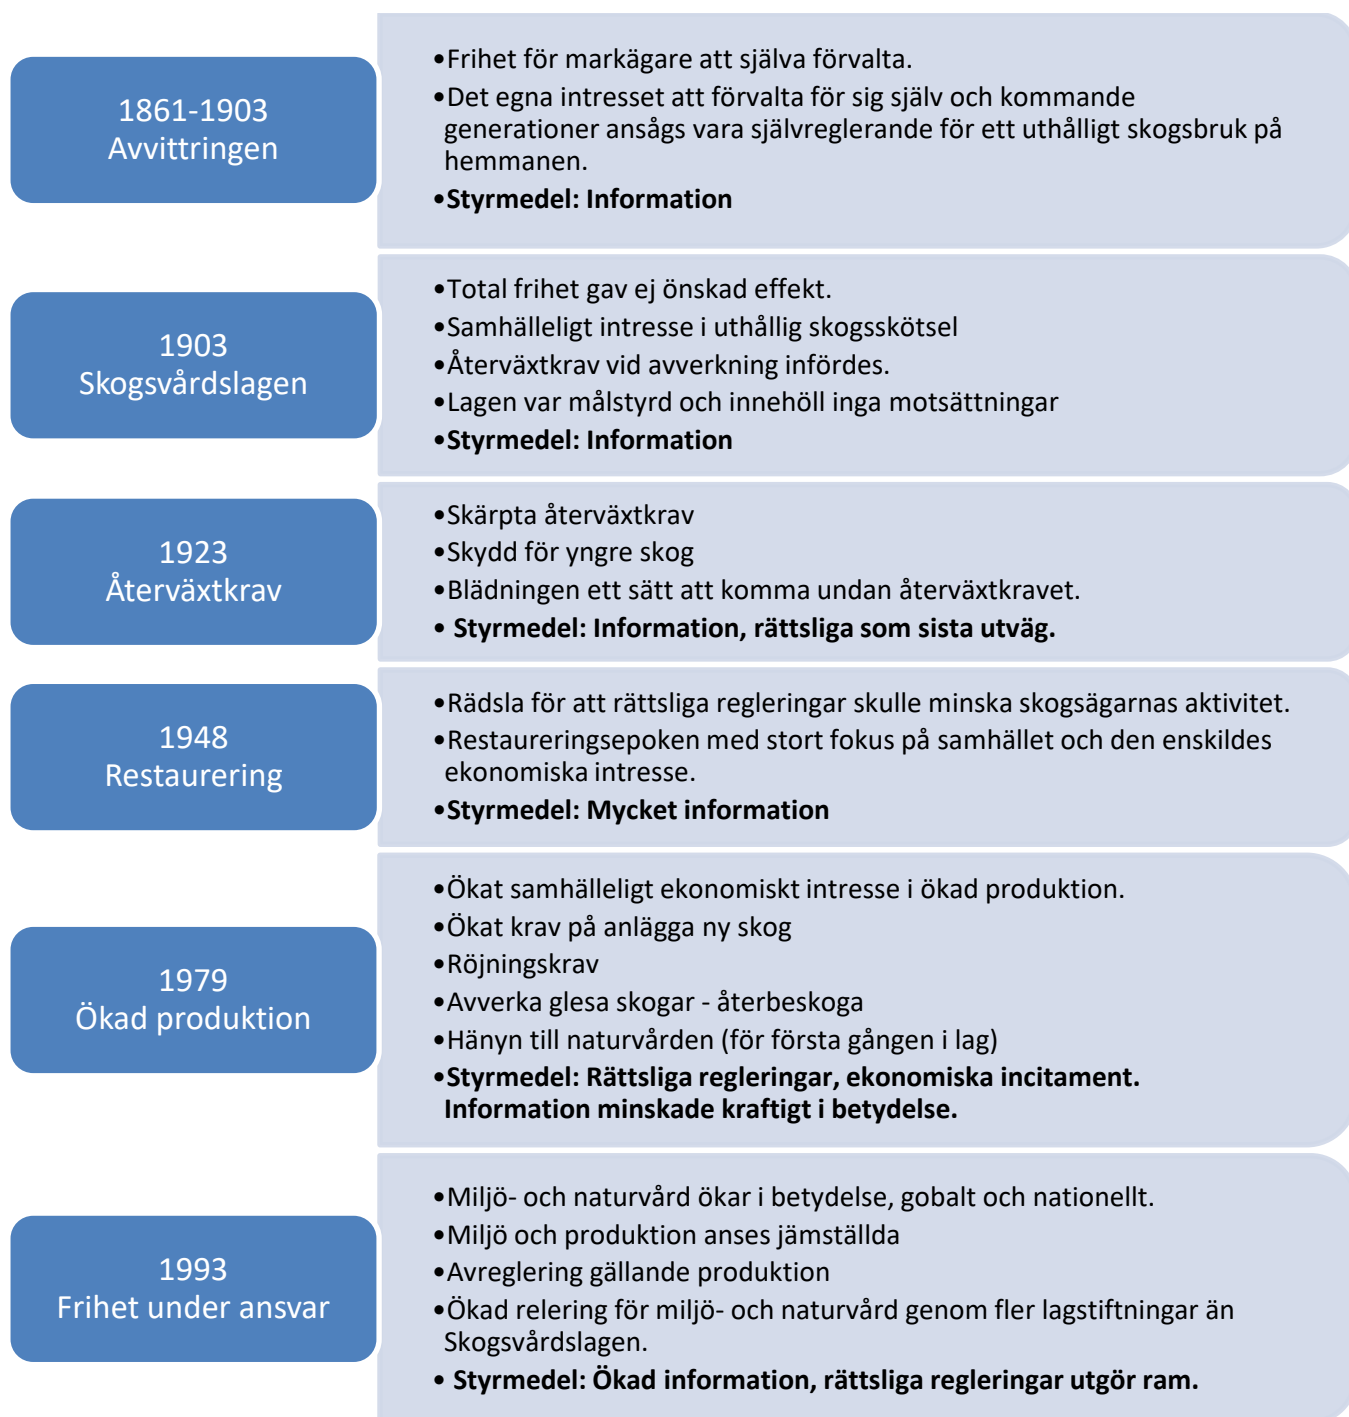 1861-1903
Avvittringen
•Frihet för markägare att själva förvalta.
•Det egna intresset att förvalta för sig själv och kommande
generationer ansågs vara självreglerande för ett uthålligt skogsbruk på
hemmanen.
•Styrmedel: Information
1903
Skogsvårdslagen
•Total frihet gav ej önskad effekt.
•Samhälleligt intresse i uthållig skogsskötsel
•Återväxtkrav vid avverkning infördes.
•Lagen var målstyrd och innehöll inga motsättningar
•Styrmedel: Information
1923
Återväxtkrav
•Skärpta återväxtkrav
•Skydd för yngre skog
•Blädningen ett sätt att komma undan återväxtkravet.
• Styrmedel: Information, rättsliga som sista utväg.
1948
Restaurering
•Rädsla för att rättsliga regleringar skulle minska skogsägarnas aktivitet.
•Restaureringsepoken med stort fokus på samhället och den enskildes
ekonomiska intresse.
•Styrmedel: Mycket information
1979
Ökad produktion
•Ökat samhälleligt ekonomiskt intresse i ökad produktion.
•Ökat krav på anlägga ny skog
•Röjningskrav
•Avverka glesa skogar - återbeskoga
•Hänyn till naturvården (för första gången i lag)
•Styrmedel: Rättsliga regleringar, ekonomiska incitament.
Information minskade kraftigt i betydelse.
1993
Frihet under ansvar
•Miljö- och naturvård ökar i betydelse, gobalt och nationellt.
•Miljö och produktion anses jämställda
•Avreglering gällande produktion
•Ökad relering för miljö- och naturvård genom fler lagstiftningar än
Skogsvårdslagen.
• Styrmedel: Ökad information, rättsliga regleringar utgör ram.